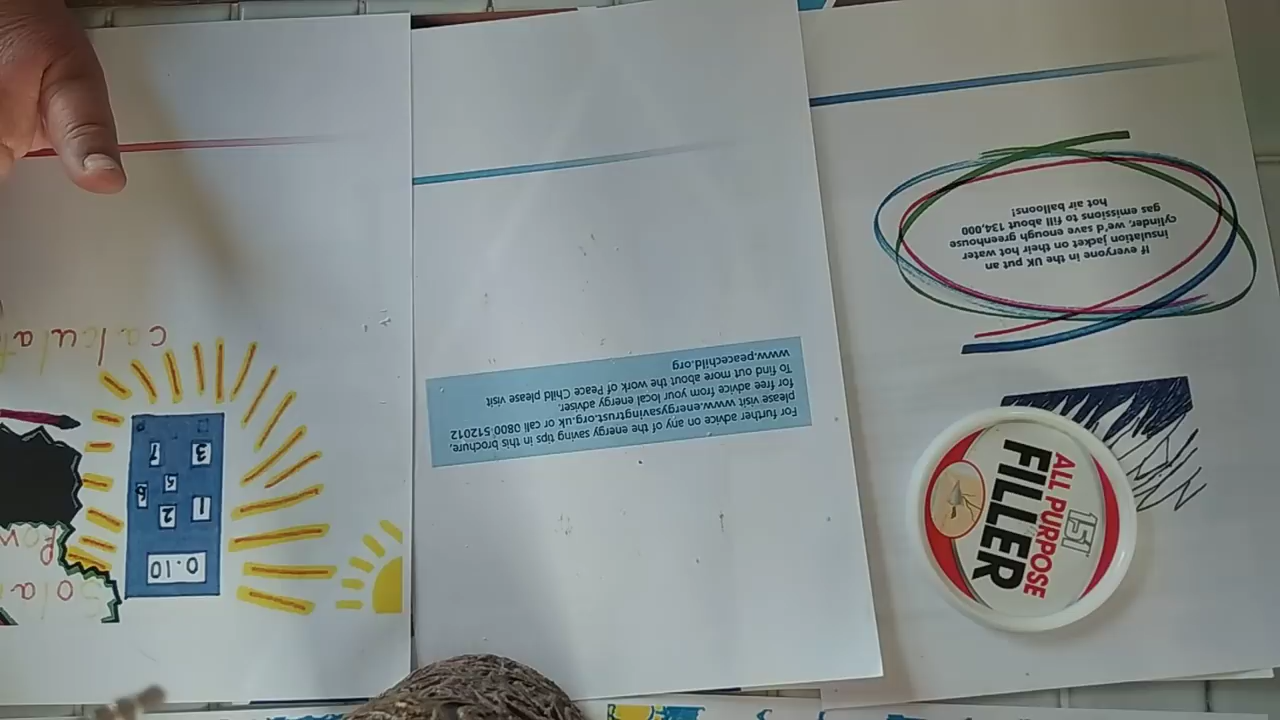 If everyone in the UK put an
insulation jacket on their hot water
cylinder, we'd save enough greenhouse
gas emissions to fill about 134,000
hot air balloons!
For further advice on any of the energy saving tips in this brochure,
please visit www.energysavingtrust.org.uk or call 0800 512012
for free advice from your local energy adviser.
To find out more about the work of Peace Child please visit
www.peacechild.org
151
ALL PURPOSE
FILLER
0.10
1 2
5 6
3 7